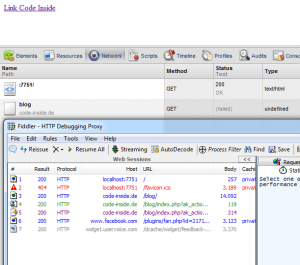 Link Code Inside
Elements Resources Network Scripts Timeline Profiles Audits Conso
Name Path Method Status Text Type
:7751/ GET 200 OK text/html
blog code-inside.de GET (failed) undefined
Fiddler - HTTP Debugging Proxy
File Edit Rules Tools View Help
Reissue Resume All Streaming AutoDecode Process Filter Find Save
Web Sessions << Reque
# Result Protocol Host URL Body Cachi Stati
1 200 HTTP localhost:7751 / 257 privat Select one o
2 404 HTTP localhost:7751 /favicon.ico 3.189 privat performance
3 200 HTTP code-inside.de /blog/ 14.092
4 200 HTTP code-inside.de /blog/index.php?ak_actio...
5 200 HTTP code-inside.de /blog/index.php?ak_actio... 314
6 200 HTTP www.facebook.com /plugins/fan.php?id=2171... 3.123 privat
7 200 HTTP widget.uservoice.com /dcache/widget/feedback-...